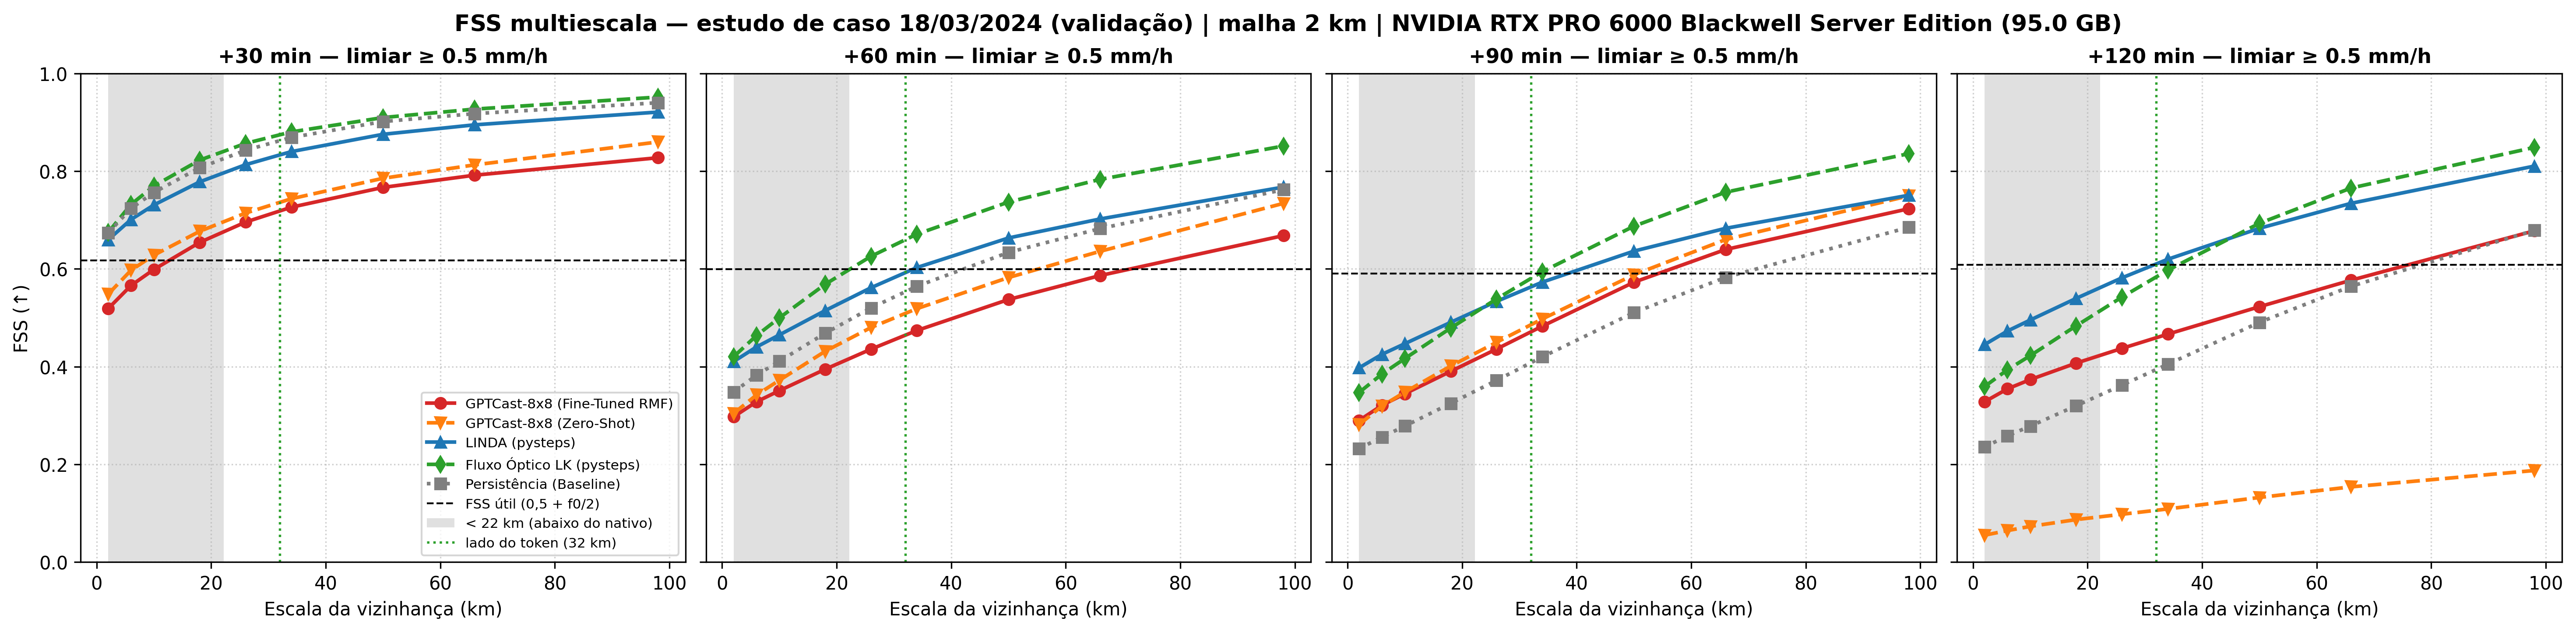 FSS multiescala — estudo de caso 18/03/2024 (validação) | malha 2 km | NVIDIA RTX PRO 6000 Blackwell Server Edition (95.0 GB)
+30 min — limiar ≥ 0.5 mm/h
+60 min — limiar ≥ 0.5 mm/h
+90 min — limiar ≥ 0.5 mm/h
+120 min — limiar ≥ 0.5 mm/h
FSS (↑)
1.0
0.8
0.6
0.4
0.2
0.0
GPTCast-8x8 (Fine-Tuned RMF)
GPTCast-8x8 (Zero-Shot)
LINDA (pysteps)
Fluxo Óptico LK (pysteps)
Persistência (Baseline)
FSS útil (0,5 + f0/2)
< 22 km (abaixo do nativo)
lado do token (32 km)
0 20 40 60 80 100
0 20 40 60 80 100
0 20 40 60 80 100
0 20 40 60 80 100
Escala da vizinhança (km)
Escala da vizinhança (km)
Escala da vizinhança (km)
Escala da vizinhança (km)